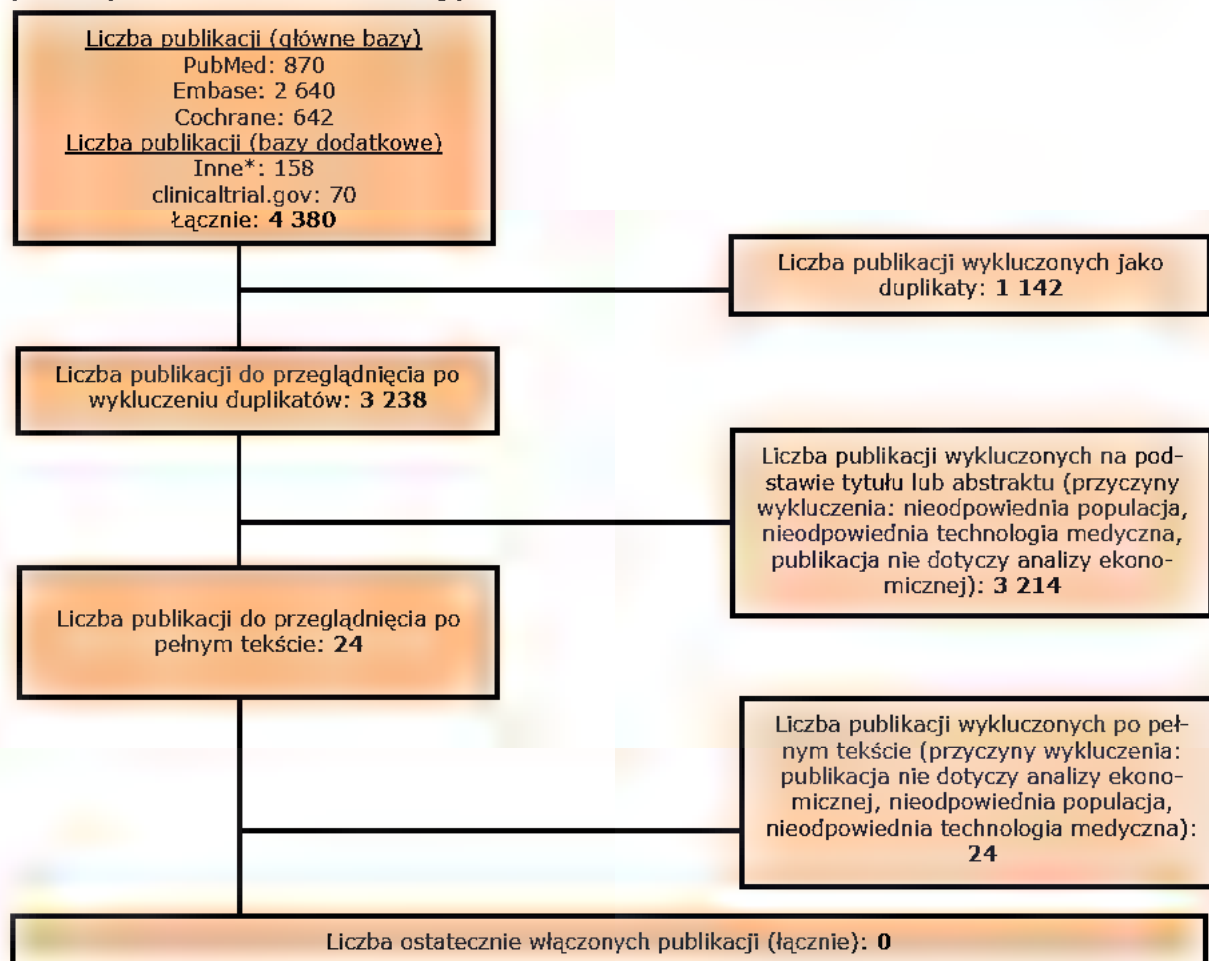 Liczba publikacji (główne bazy)
PubMed: 870
Embase: 2 640
Cochrane: 642
Liczba publikacji (bazy dodatkowe)
Inne*: 158
clinicaltrial.gov: 70
Łącznie: 4 380
Liczba publikacji wykluczonych jako
duplikaty: 1 142
Liczba publikacji do przeglądnięcia po
wykluczeniu duplikatów: 3 238
Liczba publikacji wykluczonych na pod-
stawie tytułu lub abstraktu (przyczyny
wykluczenia: nieodpowiednia populacja,
nieodpowiednia technologia medyczna,
publikacja nie dotyczy analizy ekono-
micznej): 3 214
Liczba publikacji do przeglądnięcia po
pełnym tekście: 24
Liczba publikacji wykluczonych po peł-
nym tekście (przyczyny wykluczenia:
publikacja nie dotyczy analizy ekono-
micznej, nieodpowiednia populacja,
nieodpowiednia technologia medyczna):
24
Liczba ostatecznie włączonych publikacji (łącznie): 0